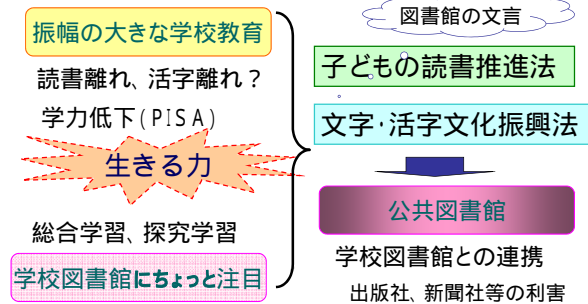 振幅の大きな学校教育
読書離れ、活字離れ？
学力低下(PISA)
生きる力
総合学習、探究学習
学校図書館にちょっと注目
図書館の文言
子どもの読書推進法
文字・活字文化振興法
公共図書館
学校図書館との連携
出版社、新聞社等の利害